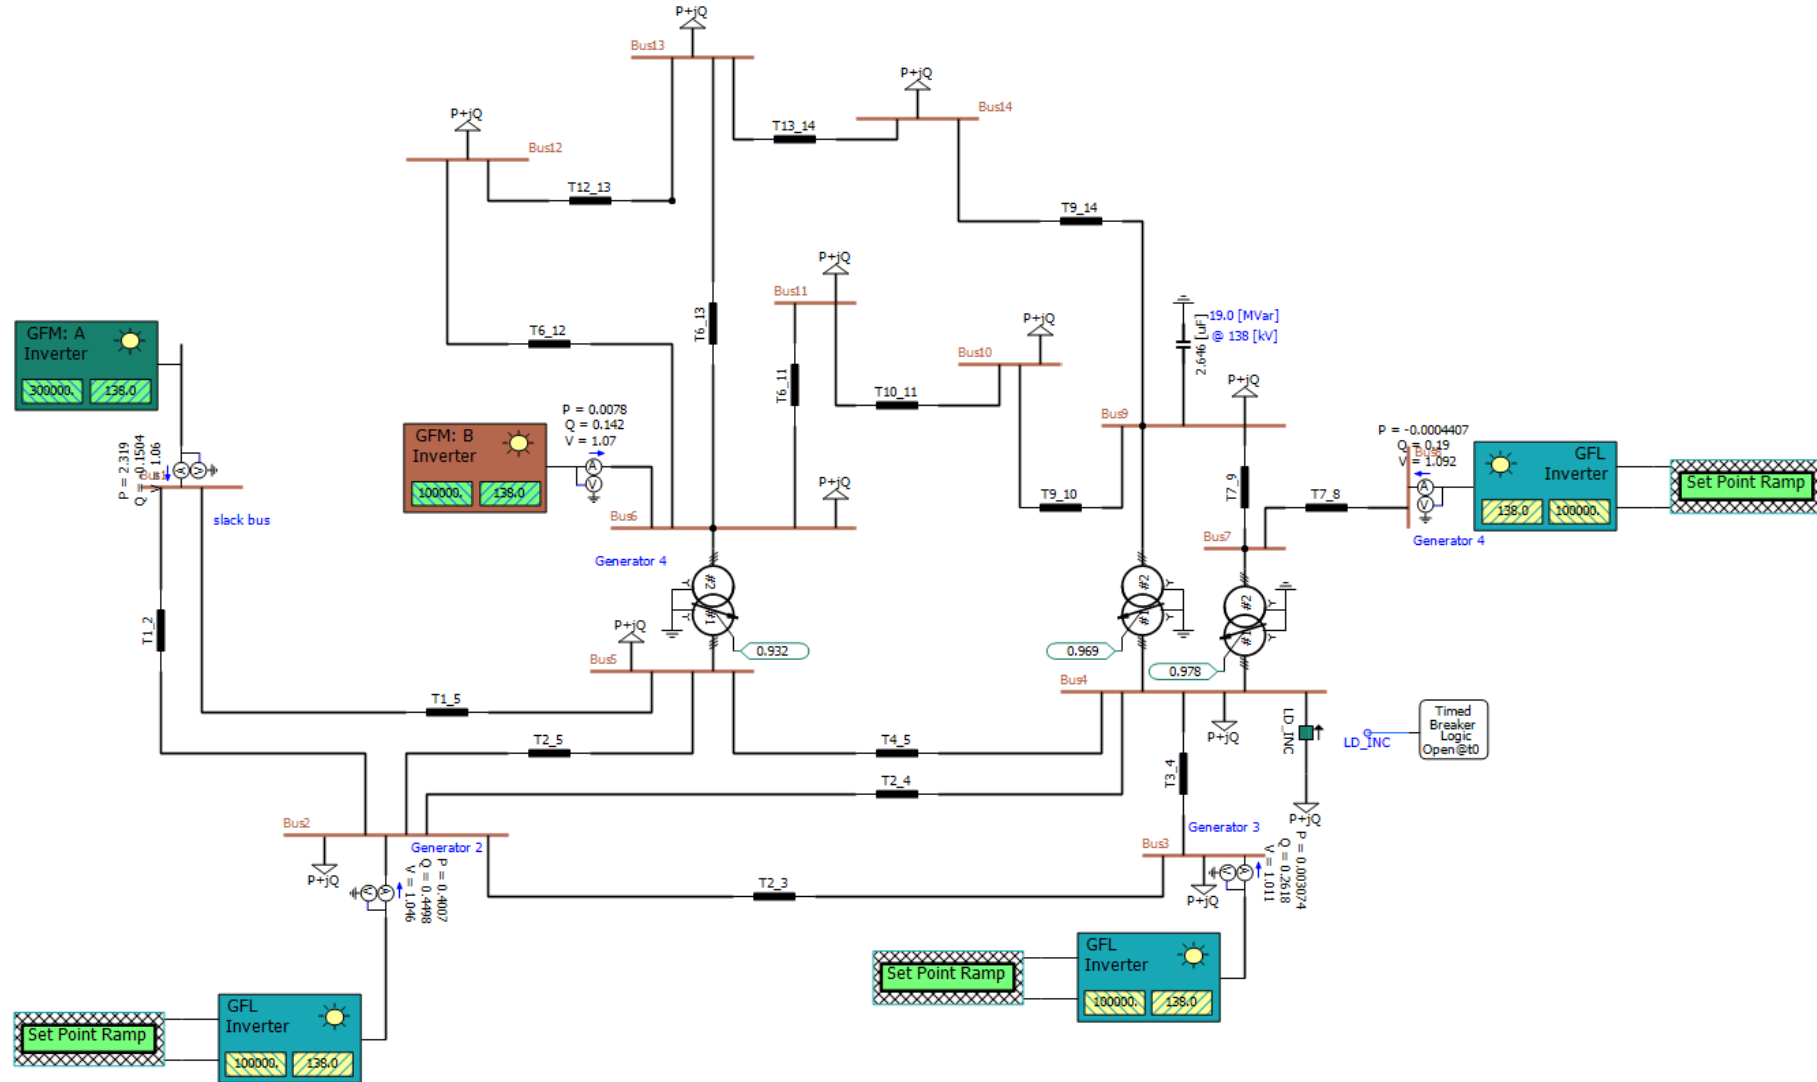 P+jQ
Bus13
P+jQ
Bus14
T13_14
P+jQ
Bus12
T12_13
T9_14
P+jQ
Bus11
T6_13
T6_12
T6_11
T10_11
P+jQ
Bus10
19.0 [MVar]
@ 138 [kV]
2.646 [uF]
P+jQ
Bus9
GFM: A
Inverter
300000.
138.0
P = 2.319
V = 1.06
slack bus
GFM: B
Inverter
100000.
138.0
P = 0.0078
Q = 0.142
V = 1.07
A
V
Bus6
P+jQ
Generator 4
T9_10
T7_9
T7_8
Bus7
P = -0.0004407
Q = 0.19
V = 1.092
A
V
GFL
Inverter
138.0
100000.
Set Point Ramp
Generator 4
#2
#1
0.932
#2
#1
0.969
#2
#1
0.978
T1_2
P+jQ
Bus5
T1_5
T2_5
T4_5
T2_4
Bus4
P+jQ
T3_4
LD_INC
LD_INC
Timed
Breaker
Logic
Open@t0
P+jQ
Bus2
Generator 2
P+jQ
V
A
P = 0.4007
Q = 0.4498
V = 1.046
T2_3
Generator 3
Bus3
P+jQ
V
A
P = 0.003074
Q = 0.2618
V = 1.011
Set Point Ramp
GFL
Inverter
100000.
138.0
Set Point Ramp
GFL
Inverter
100000.
138.0